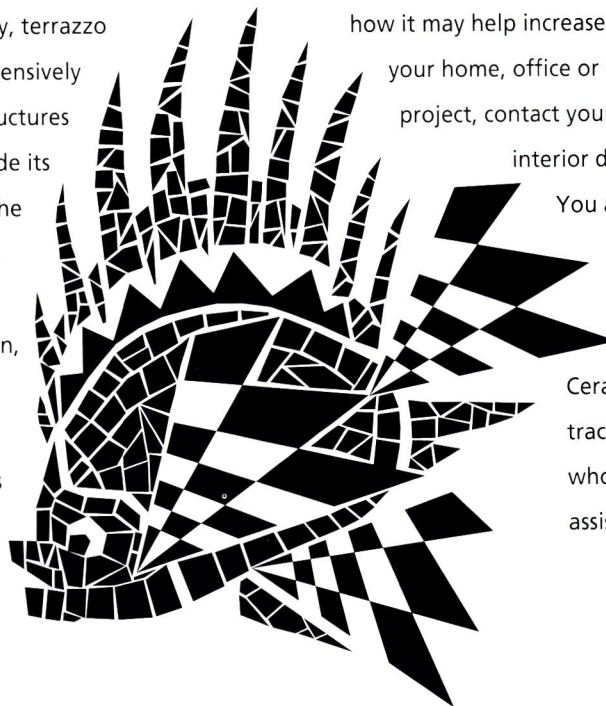 y, terrazzo
ensively
uctures
de its
he
n,
s
how it may help increase
your home, office or
project, contact your
interior d
You a
Cera
trac
who
assis